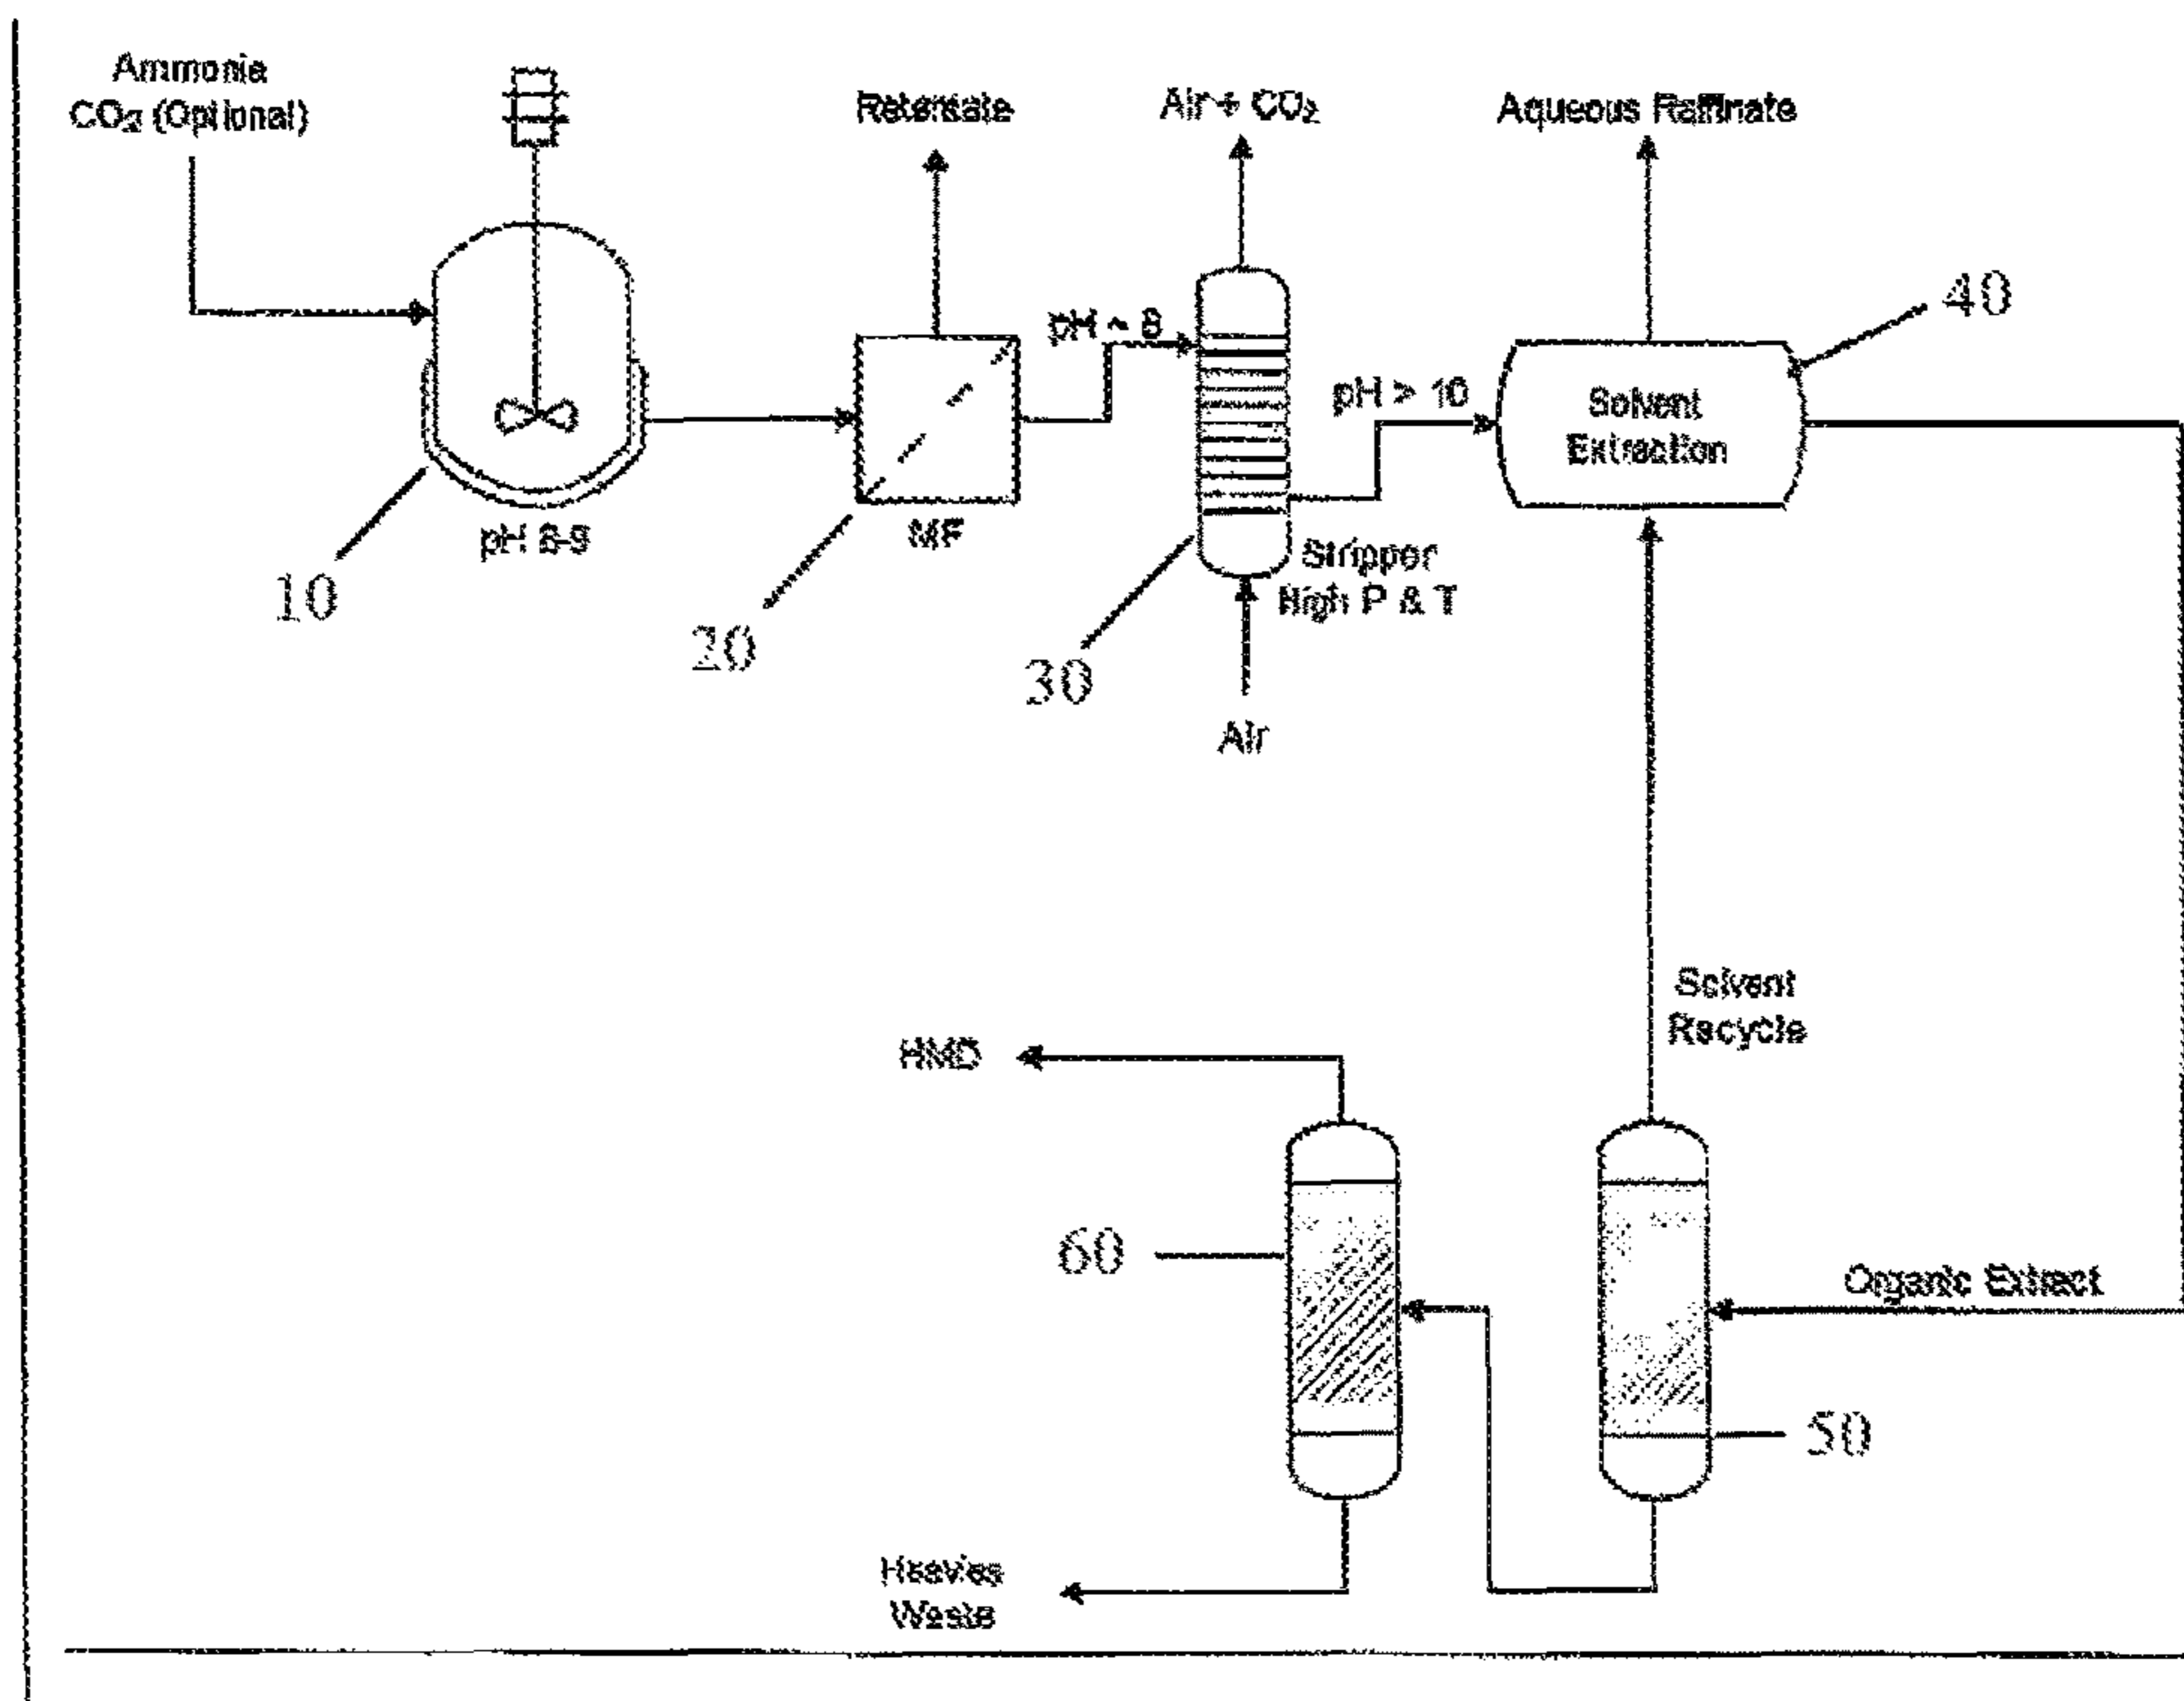 Ammonia
CO₂ (Optional)
Retentate
Air + CO₂
Aqueous Raffinate
40
pH ~ 8
pH > 10
Solvent
Extraction
pH 8-9
MF
Stripper
High P & T
10
20
30
Air
Solvent
Recycle
HMD
60
Organic Extract
50
Heavies
Waste